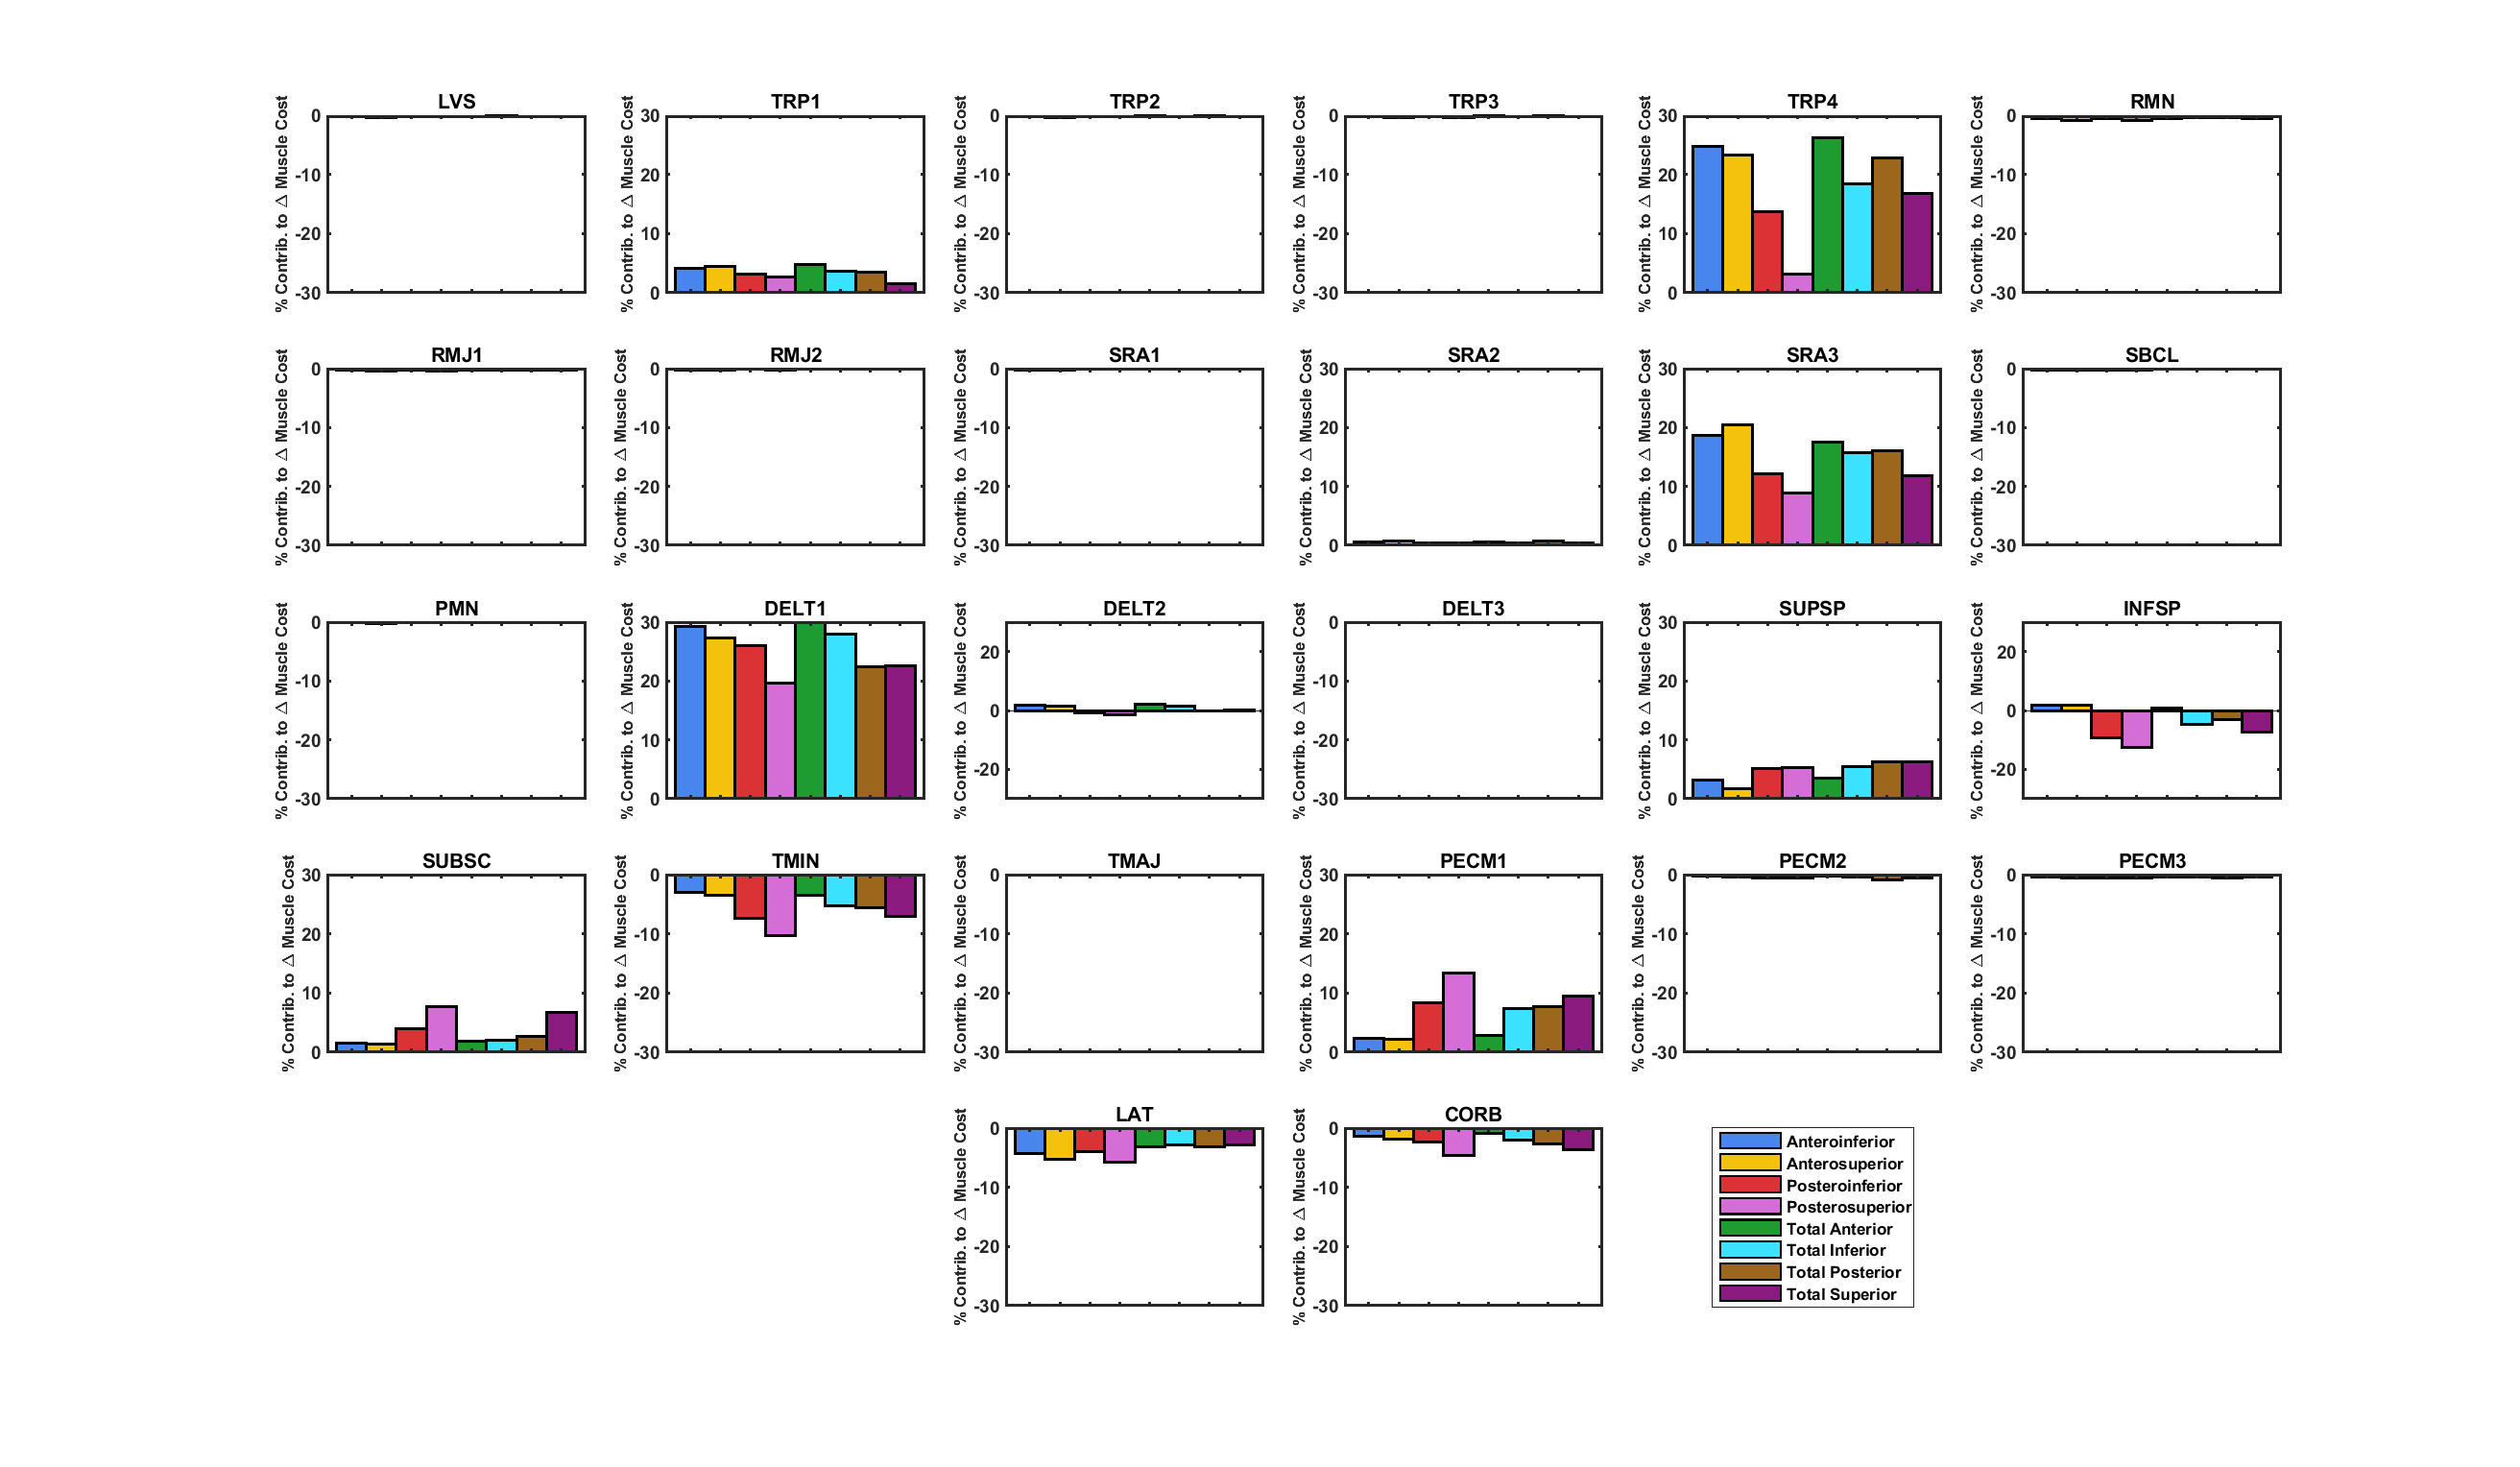 LVS
% Contrib. to Δ Muscle Cost
0
-10
-20
-30
TRP1
% Contrib. to Δ Muscle Cost
30
20
10
0
TRP2
% Contrib. to Δ Muscle Cost
0
-10
-20
-30
TRP3
% Contrib. to Δ Muscle Cost
0
-10
-20
-30
TRP4
% Contrib. to Δ Muscle Cost
30
20
10
0
RMN
% Contrib. to Δ Muscle Cost
0
-10
-20
-30
RMJ1
% Contrib. to Δ Muscle Cost
0
-10
-20
-30
RMJ2
% Contrib. to Δ Muscle Cost
0
-10
-20
-30
SRA1
% Contrib. to Δ Muscle Cost
0
-10
-20
-30
SRA2
% Contrib. to Δ Muscle Cost
30
20
10
0
SRA3
% Contrib. to Δ Muscle Cost
30
20
10
0
SBCL
% Contrib. to Δ Muscle Cost
0
-10
-20
-30
PMN
% Contrib. to Δ Muscle Cost
0
-10
-20
-30
DELT1
% Contrib. to Δ Muscle Cost
30
20
10
0
DELT2
% Contrib. to Δ Muscle Cost
20
0
-20
DELT3
% Contrib. to Δ Muscle Cost
0
-10
-20
-30
SUPSP
% Contrib. to Δ Muscle Cost
30
20
10
0
INFSP
% Contrib. to Δ Muscle Cost
20
0
-20
SUBSC
% Contrib. to Δ Muscle Cost
30
20
10
0
TMIN
% Contrib. to Δ Muscle Cost
0
-10
-20
-30
TMAJ
% Contrib. to Δ Muscle Cost
0
-10
-20
-30
PECM1
% Contrib. to Δ Muscle Cost
30
20
10
0
PECM2
% Contrib. to Δ Muscle Cost
0
-10
-20
-30
PECM3
% Contrib. to Δ Muscle Cost
0
-10
-20
-30
LAT
% Contrib. to Δ Muscle Cost
0
-10
-20
-30
CORB
% Contrib. to Δ Muscle Cost
0
-10
-20
-30
Anteroinferior
Anterosuperior
Posteroinferior
Posterosuperior
Total Anterior
Total Inferior
Total Posterior
Total Superior